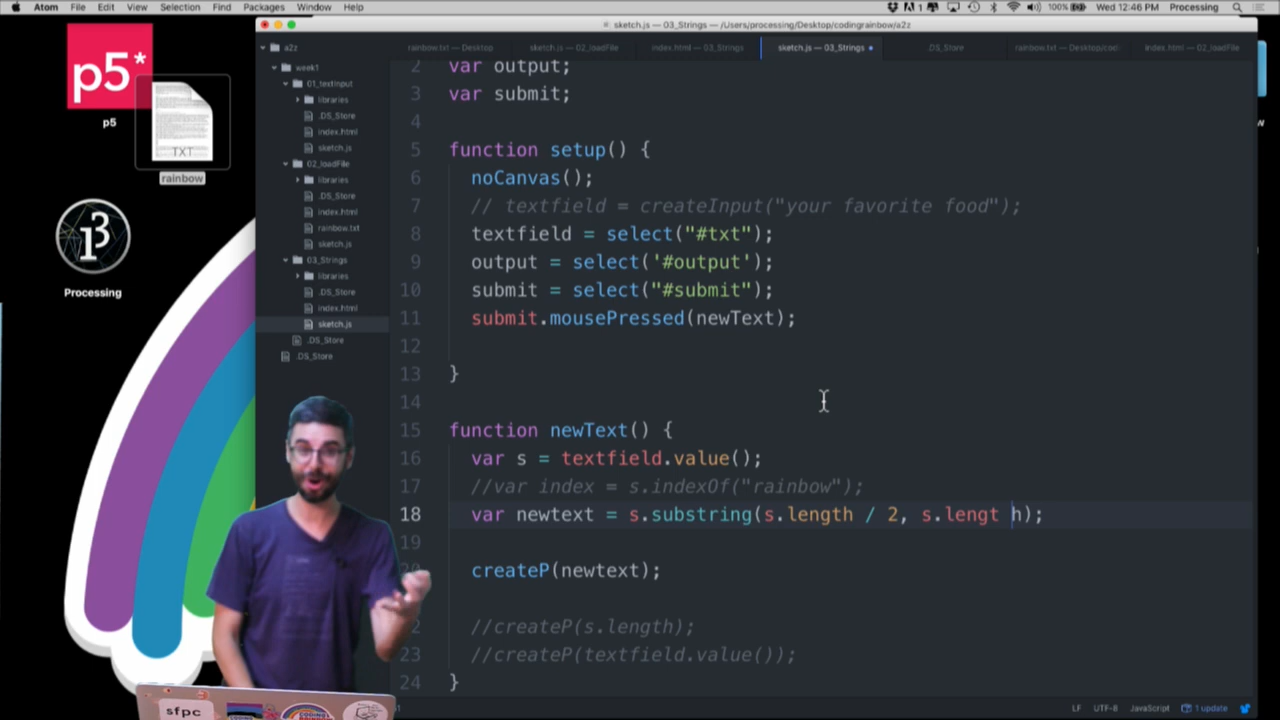 Atom File Edit View Selection Find Packages Window Help 100% Wed 12:46 PM Processing
sketch.js — 03_Strings — /Users/processing/Desktop/codingrainbow/a2z
a2z
rainbow.txt — Desktop
sketch.js — 02_loadFile
index.html — 03_Strings
sketch.js — 03_Strings
.DS_Store
rainbow.txt — Desktop/codi
index.html — 02_loadFile
p5*
p5
TXT
rainbow
Processing
week1
01_textInput
libraries
.DS_Store
index.html
sketch.js
02_loadFile
libraries
.DS_Store
index.html
rainbow.txt
sketch.js
03_Strings
libraries
.DS_Store
index.html
sketch.js
.DS_Store
.DS_Store
2 var output;
3 var submit;
4
5 function setup() {
6 noCanvas();
7 // textfield = createInput("your favorite food");
8 textfield = select("#txt");
9 output = select('#output');
10 submit = select("#submit");
11 submit.mousePressed(newText);
12
13 }
14
15 function newText() {
16 var s = textfield.value();
17 //var index = s.indexOf("rainbow");
18 var newtext = s.substring(s.length / 2, s.lengt h);
19
createP(newtext);
//createP(s.length);
23 //createP(textfield.value());
24 }
sfpc
LF UTF-8 JavaScript 1 update